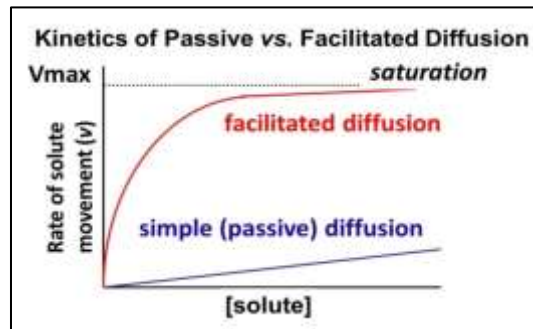 Kinetics of Passive vs. Facilitated Diffusion
Vmax
saturation
facilitated diffusion
simple (passive) diffusion
Rate of solute
movement (v)
[solute]